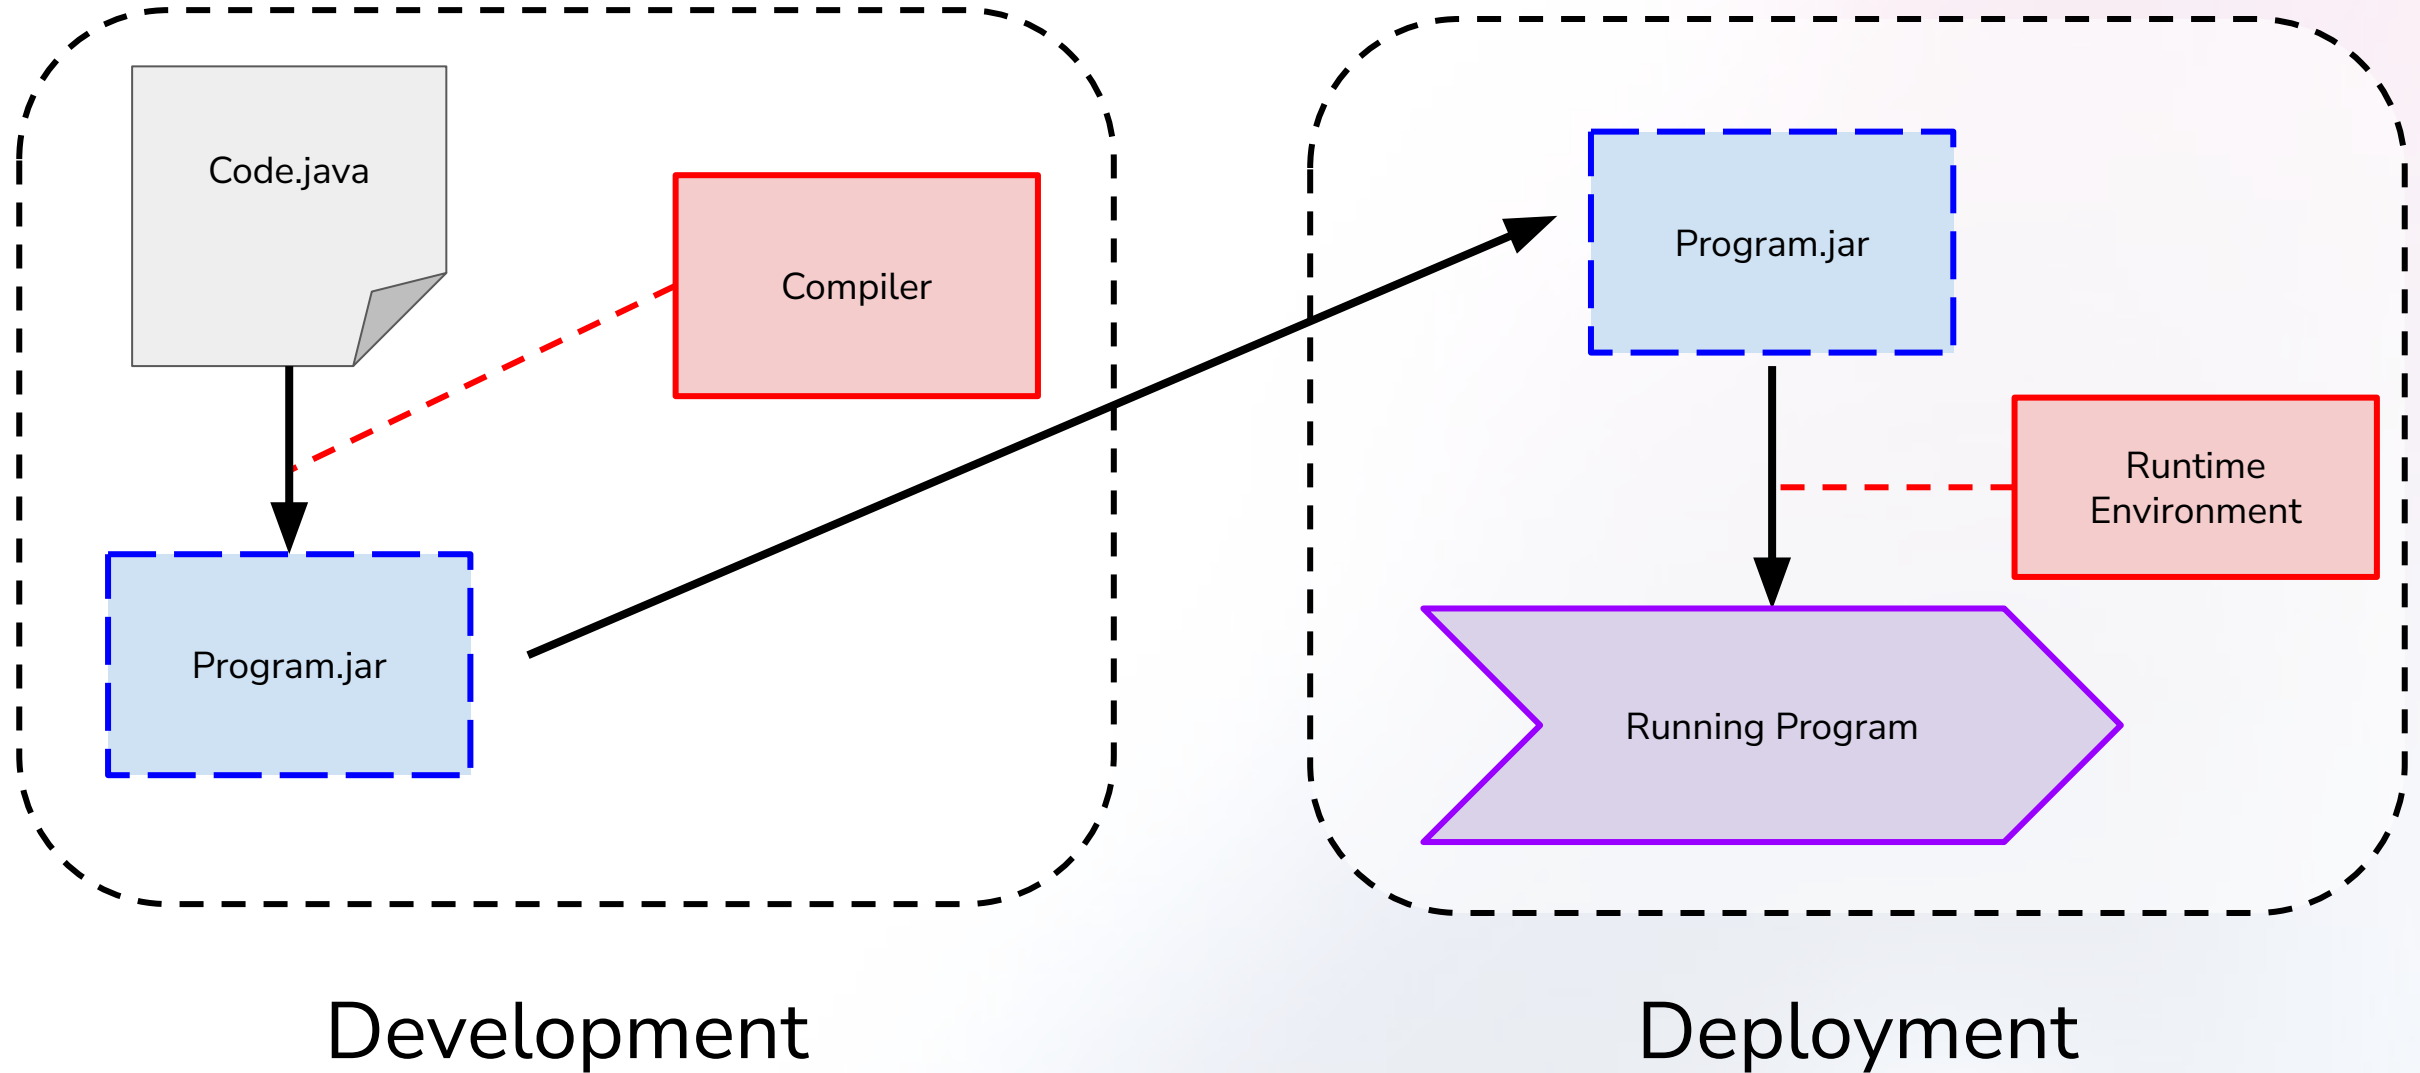 Code.java
Compiler
Program.jar
Development
Program.jar
Runtime
Environment
Running Program
Deployment